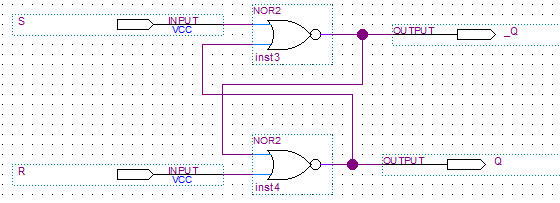 NOR2
S INPUT VCC
OUTPUT _Q
inst3
NOR2
OUTPUT Q
R INPUT VCC
inst4